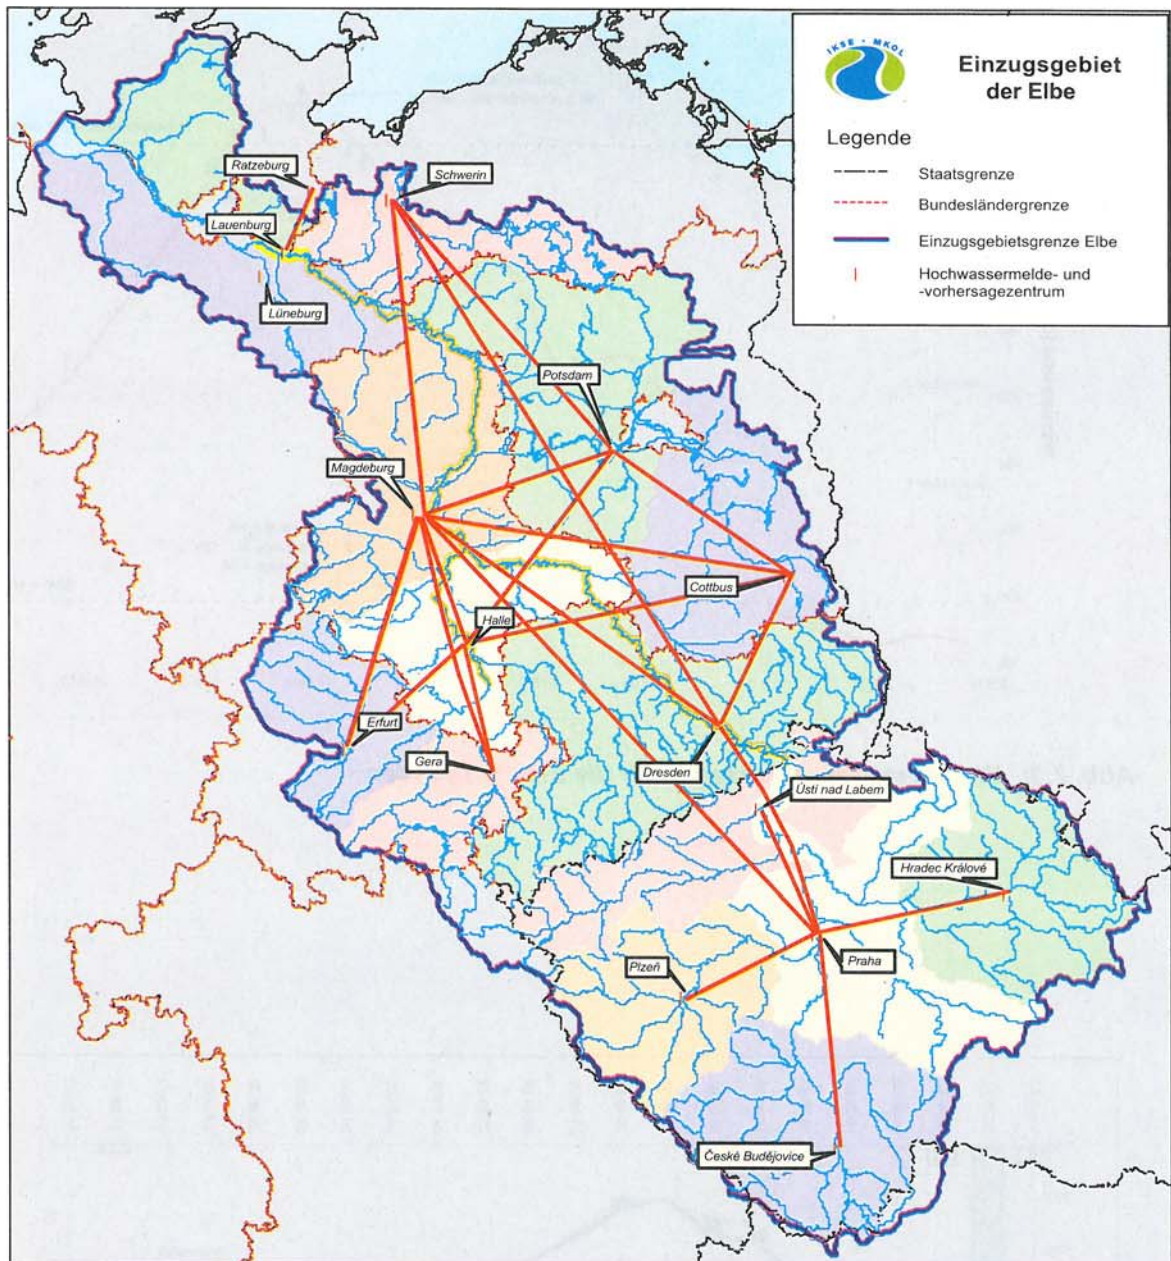 IKSE - MKOL
Einzugsgebiet
der Elbe
Legende
Staatsgrenze
Bundesländergrenze
Einzugsgebietsgrenze Elbe
Hochwassermelde- und
-vorhersagezentrum
Ratzeburg
Schwerin
Lauenburg
Lüneburg
Potsdam
Magdeburg
Cottbus
Halle
Erfurt
Gera
Dresden
Ústí nad Labem
Hradec Králové
Praha
Plzeň
České Budějovice